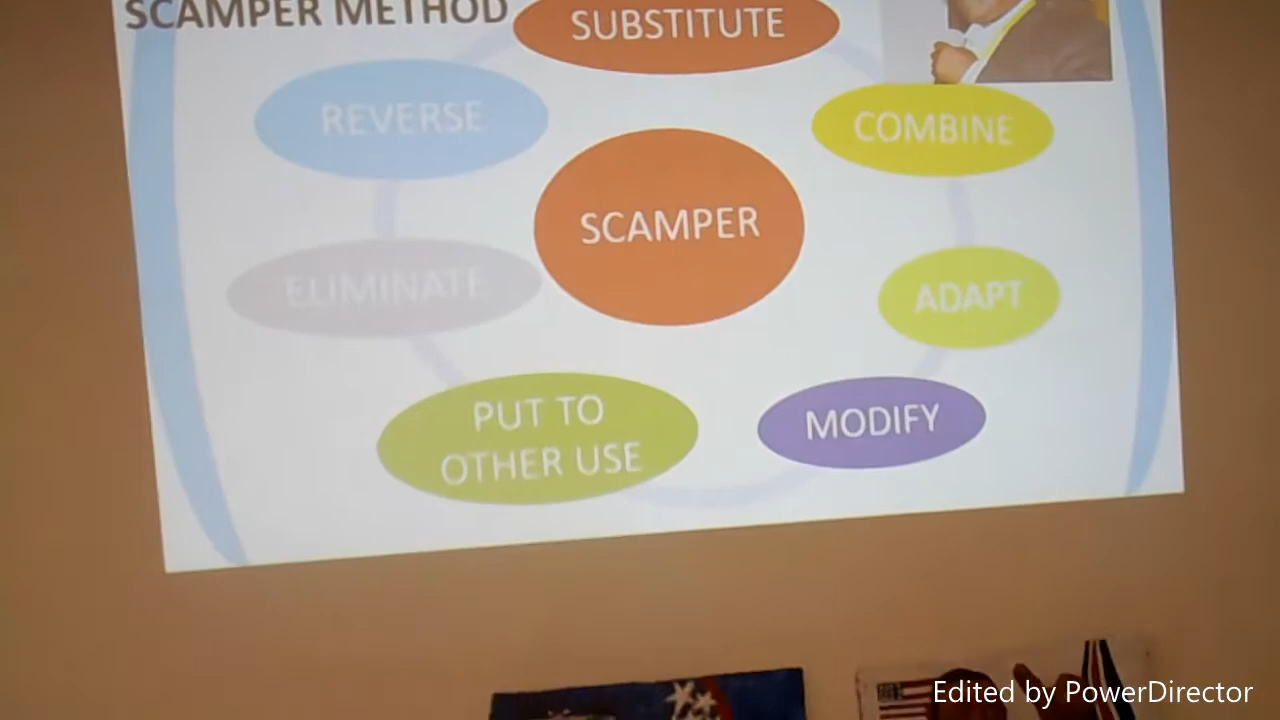 SCAMPER METHOD
SUBSTITUTE
REVERSE
COMBINE
SCAMPER
ELIMINATE
ADAPT
PUT TO
OTHER USE
MODIFY
Edited by PowerDirector